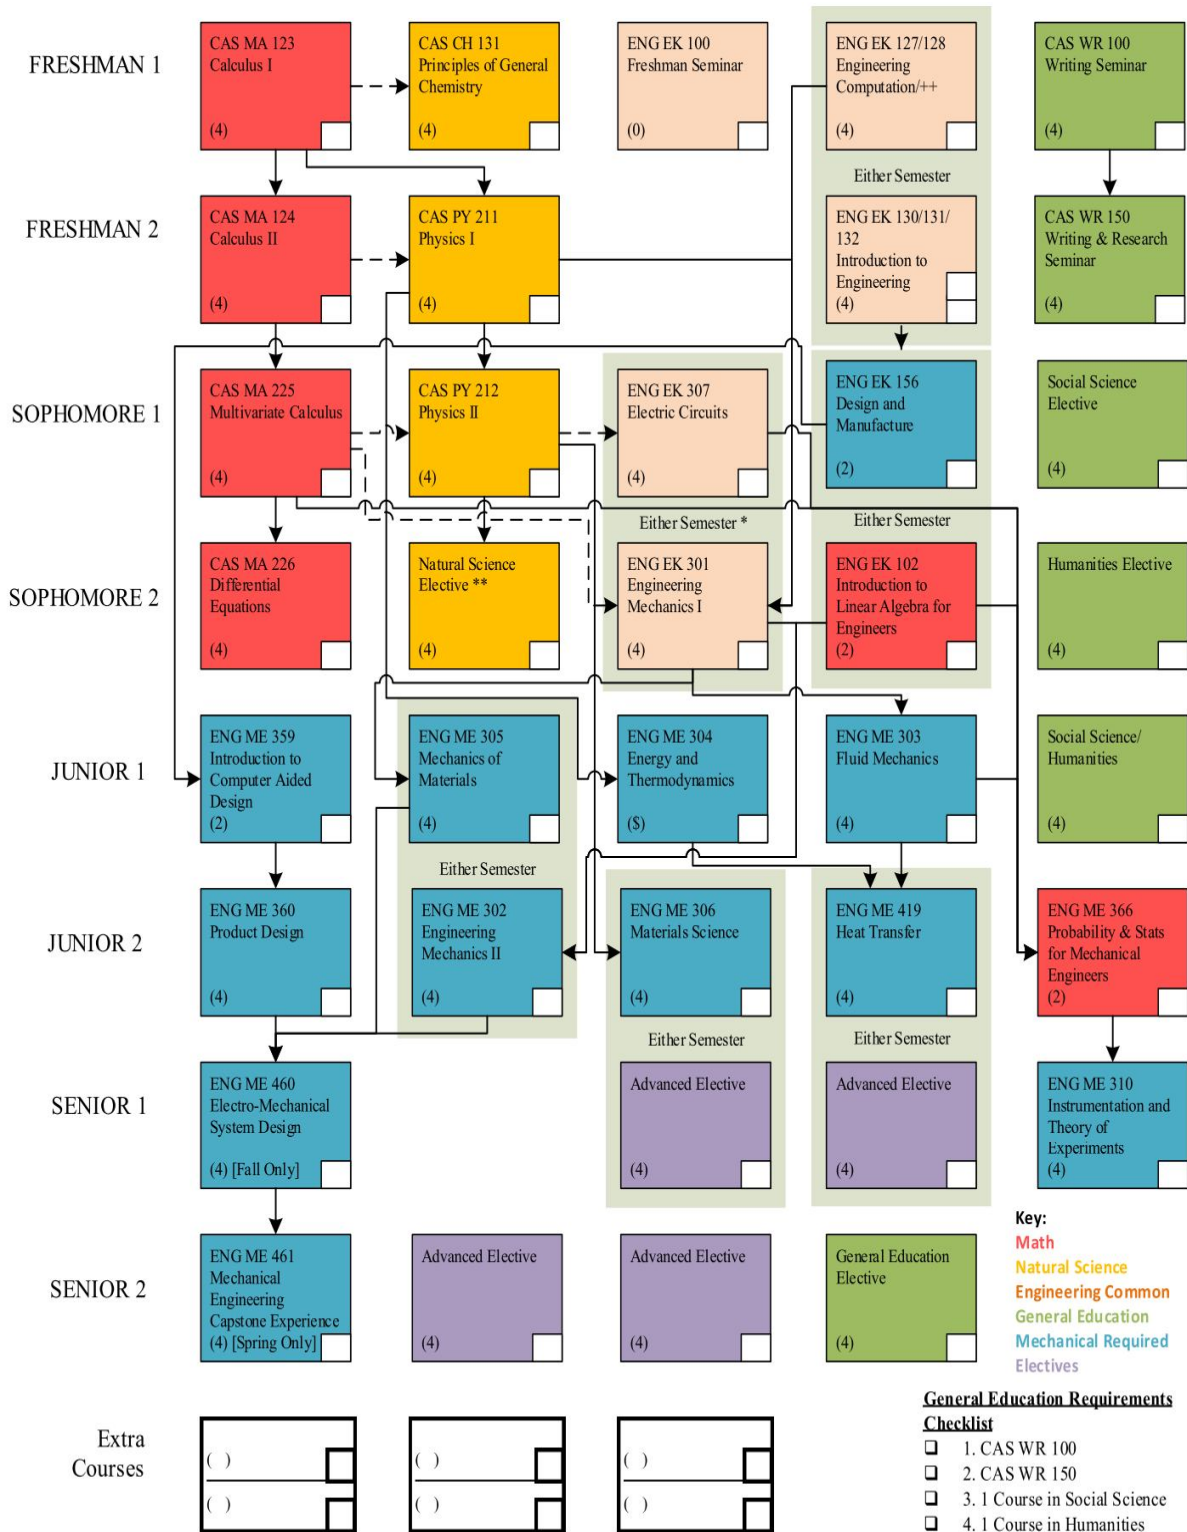 FRESHMAN 1
CAS MA 123
Calculus I
(4)
CAS CH 131
Principles of General
Chemistry
(4)
ENG EK 100
Freshman Seminar
(0)
ENG EK 127/128
Engineering
Computation/++
(4)
CAS WR 100
Writing Seminar
(4)
Either Semester
FRESHMAN 2
CAS MA 124
Calculus II
(4)
CAS PY 211
Physics I
(4)
ENG EK 130/131/
132
Introduction to
Engineering
(4)
CAS WR 150
Writing & Research
Seminar
(4)
SOPHOMORE 1
CAS MA 225
Multivariate Calculus
(4)
CAS PY 212
Physics II
(4)
ENG EK 307
Electric Circuits
(4)
ENG EK 156
Design and
Manufacture
(2)
Social Science
Elective
(4)
Either Semester *
Either Semester
SOPHOMORE 2
CAS MA 226
Differential
Equations
(4)
Natural Science
Elective **
(4)
ENG EK 301
Engineering
Mechanics I
(4)
ENG EK 102
Introduction to
Linear Algebra for
Engineers
(2)
Humanities Elective
(4)
JUNIOR 1
ENG ME 359
Introduction to
Computer Aided
Design
(2)
ENG ME 305
Mechanics of
Materials
(4)
ENG ME 304
Energy and
Thermodynamics
($)
ENG ME 303
Fluid Mechanics
(4)
Social Science/
Humanities
(4)
Either Semester
JUNIOR 2
ENG ME 360
Product Design
(4)
ENG ME 302
Engineering
Mechanics II
(4)
ENG ME 306
Materials Science
(4)
ENG ME 419
Heat Transfer
(4)
ENG ME 366
Probability & Stats
for Mechanical
Engineers
(2)
Either Semester
Either Semester
SENIOR 1
ENG ME 460
Electro-Mechanical
System Design
(4) [Fall Only]
Advanced Elective
(4)
Advanced Elective
(4)
ENG ME 310
Instrumentation and
Theory of
Experiments
(4)
SENIOR 2
ENG ME 461
Mechanical
Engineering
Capstone Experience
(4) [Spring Only]
Advanced Elective
(4)
Advanced Elective
(4)
General Education
Elective
(4)
Key:
Math
Natural Science
Engineering Common
General Education
Mechanical Required
Electives
Extra
Courses
( )
( )
( )
( )
( )
( )
General Education Requirements
Checklist
❑ 1. CAS WR 100
❑ 2. CAS WR 150
❑ 3. 1 Course in Social Science
❑ 4. 1 Course in Humanities